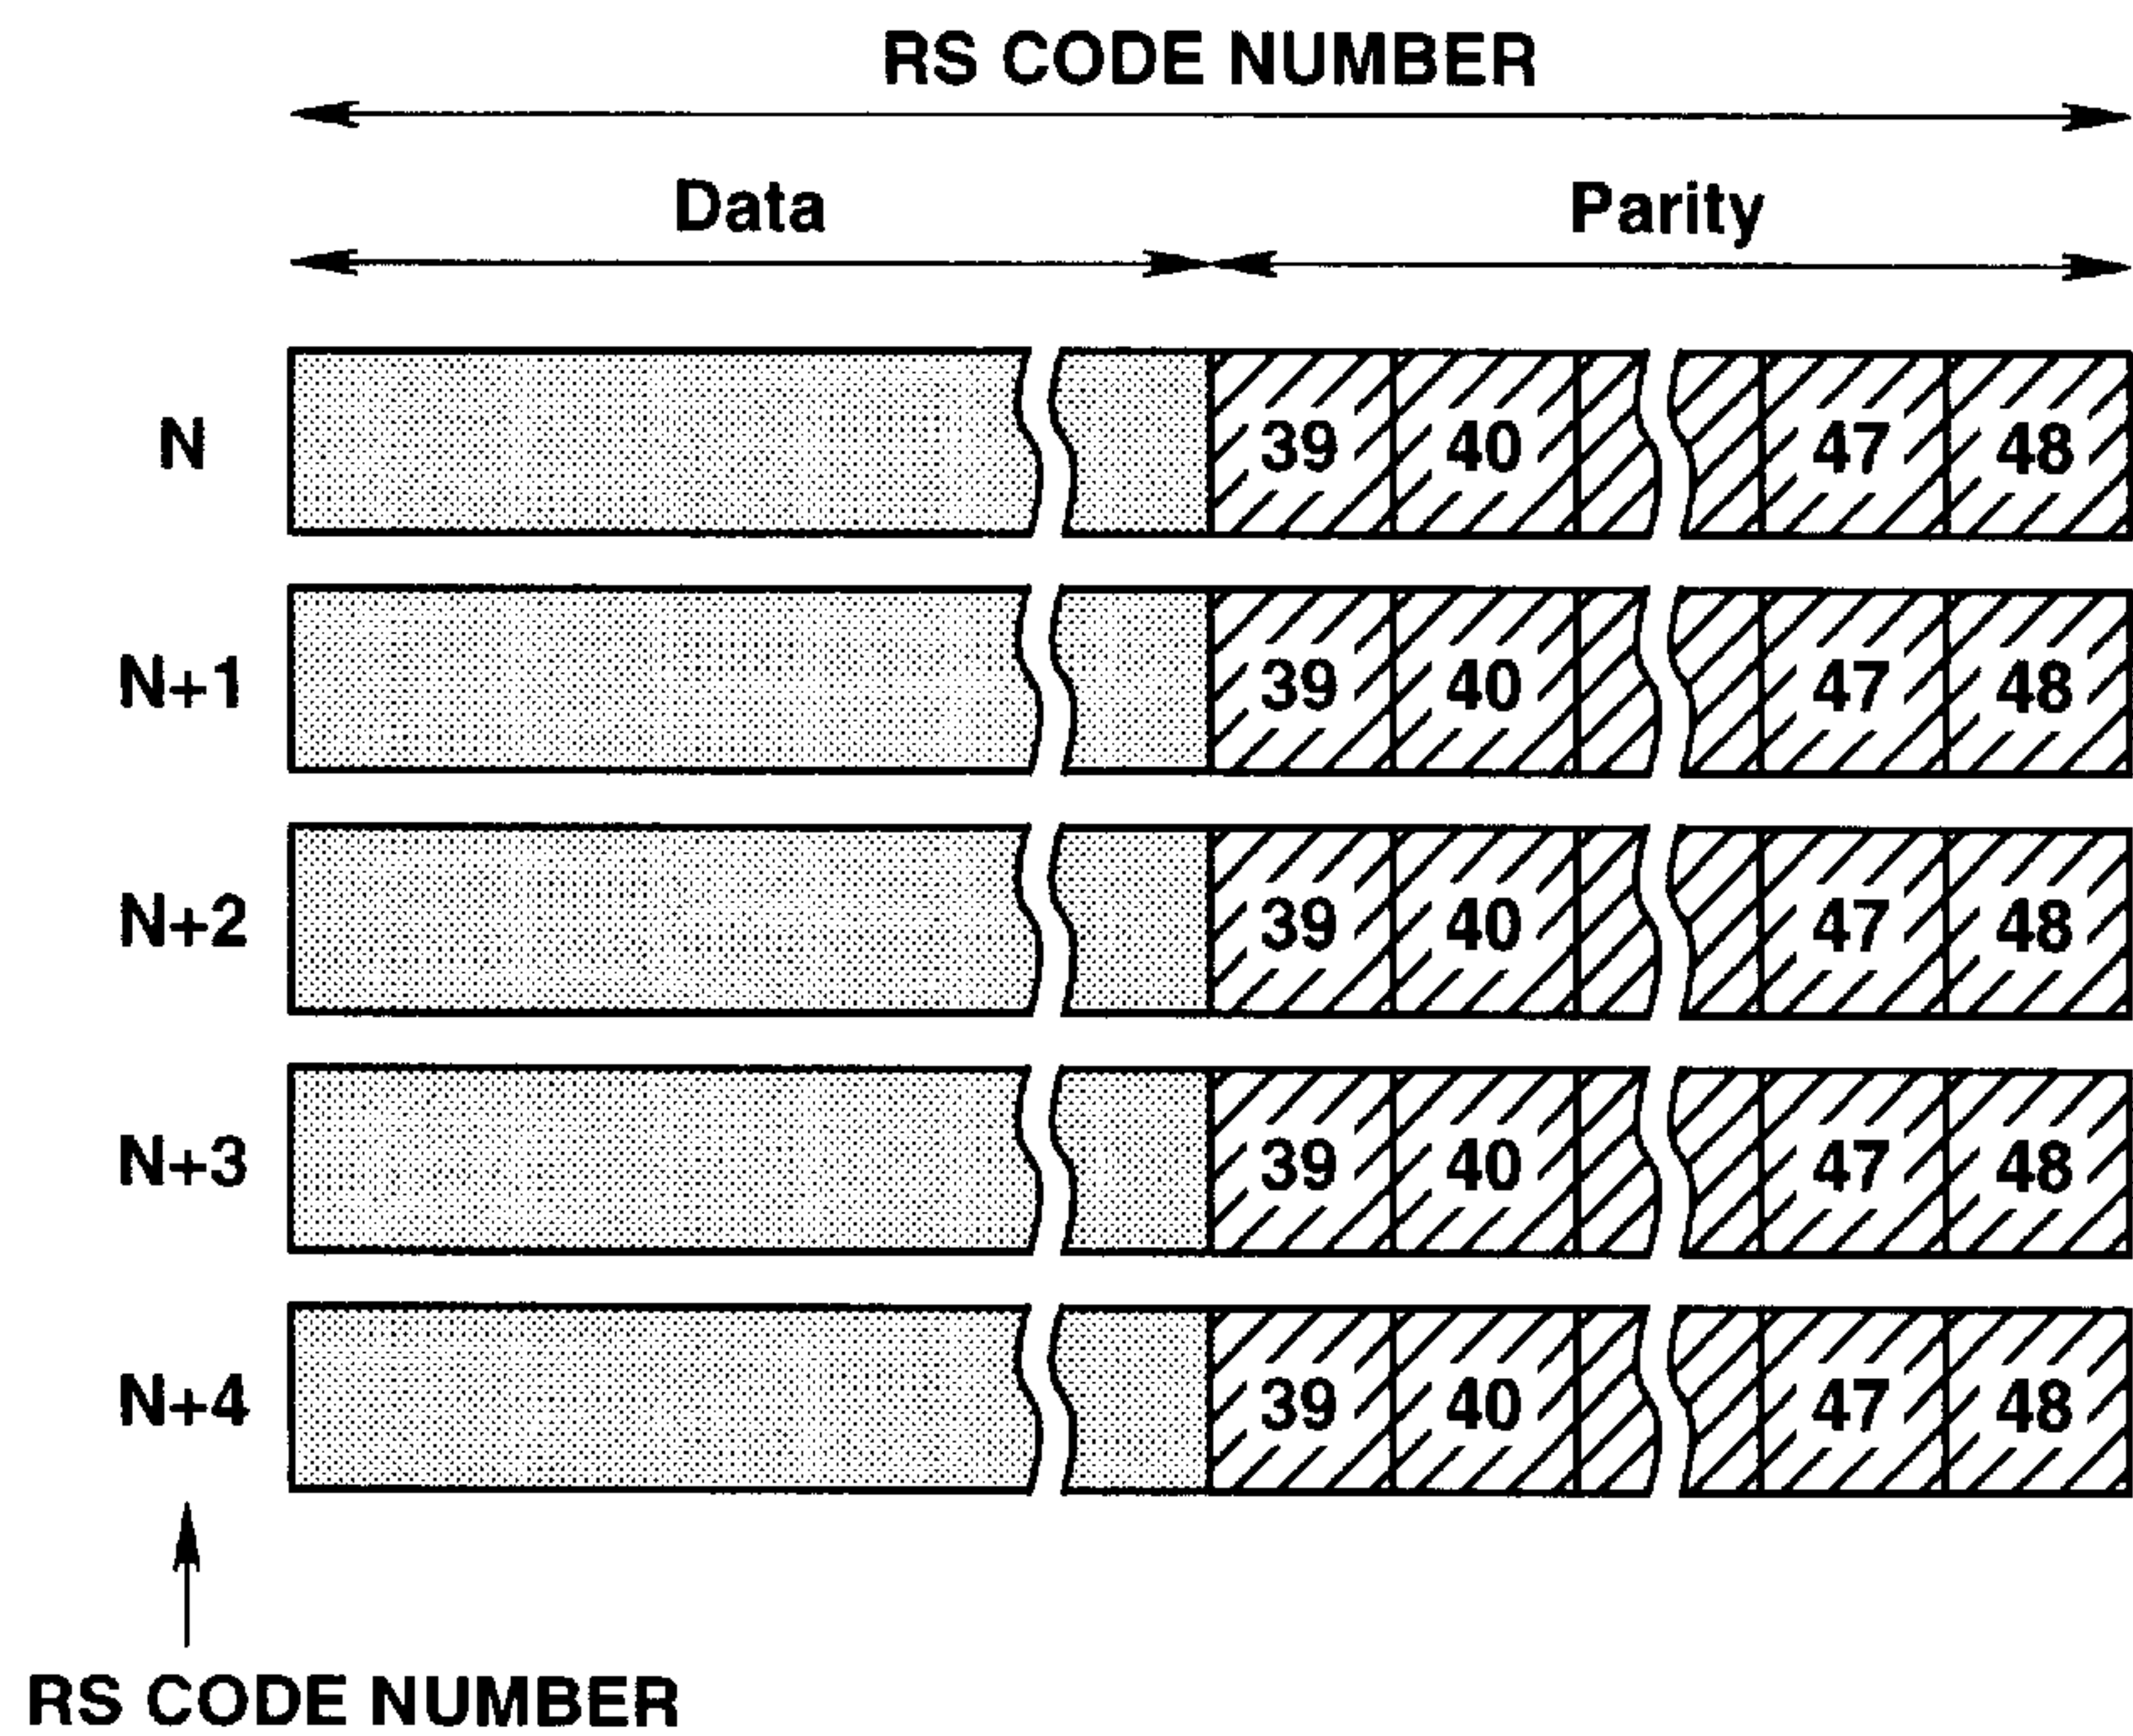 RS CODE NUMBER
Data Parity
N 39 40 47 48
N+1 39 40 47 48
N+2 39 40 47 48
N+3 39 40 47 48
N+4 39 40 47 48
RS CODE NUMBER